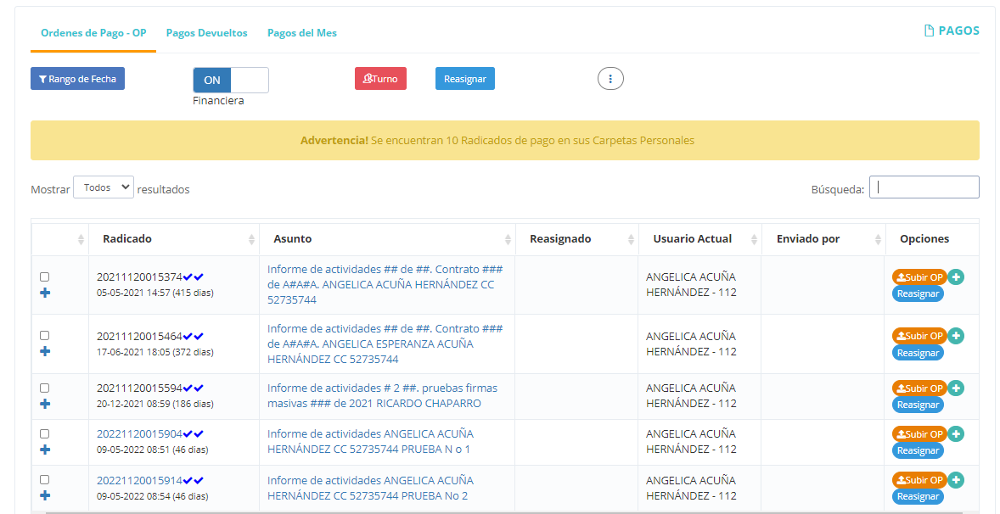 Ordenes de Pago - OP Pagos Devueltos Pagos del Mes PAGOS
Rango de Fecha ON Turno Reasignar
Financiera
Advertencia! Se encuentran 10 Radicados de pago en sus Carpetas Personales
Mostrar Todos resultados Búsqueda:
Radicado Asunto Reasignado Usuario Actual Enviado por Opciones
20211120015374
05-05-2021 14:57 (415 dias)
Informe de actividades ## de ##. Contrato ###
de A#A#A. ANGELICA ACUÑA HERNÁNDEZ CC
52735744
ANGELICA ACUÑA
HERNÁNDEZ - 112
Subir OP
Reasignar
20211120015464
17-06-2021 18:05 (372 dias)
Informe de actividades ## de ##. Contrato ###
de A#A#A. ANGELICA ESPERANZA ACUÑA
HERNÁNDEZ CC 52735744
ANGELICA ACUÑA
HERNÁNDEZ - 112
Subir OP
Reasignar
20211120015594
20-12-2021 08:59 (186 dias)
Informe de actividades # 2 ##. pruebas firmas
masivas ### de 2021 RICARDO CHAPARRO
ANGELICA ACUÑA
HERNÁNDEZ - 112
Subir OP
Reasignar
20221120015904
09-05-2022 08:51 (46 dias)
Informe de actividades ANGELICA ACUÑA
HERNÁNDEZ CC 52735744 PRUEBA N o 1
ANGELICA ACUÑA
HERNÁNDEZ - 112
Subir OP
Reasignar
20221120015914
09-05-2022 08:54 (46 dias)
Informe de actividades ANGELICA ACUÑA
HERNÁNDEZ CC 52735744 PRUEBA No 2
ANGELICA ACUÑA
HERNÁNDEZ - 112
Subir OP
Reasignar